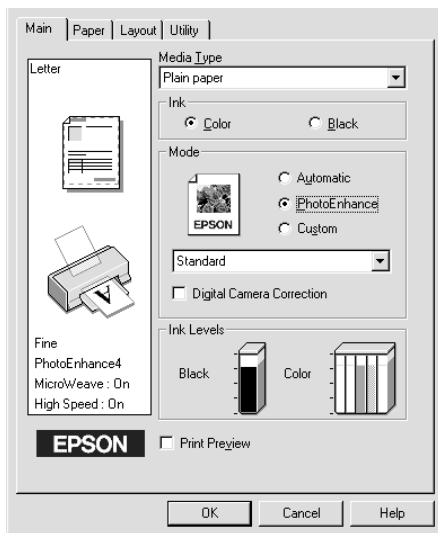 Main Paper Layout Utility
Letter
Media Type
Plain paper
Ink
Color Black
Mode
EPSON
Automatic
PhotoEnhance
Custom
Standard
Digital Camera Correction
A
Fine
PhotoEnhance4
MicroWeave : On
High Speed : On
Ink Levels
Black Color
EPSON
Print Preview
OK Cancel Help